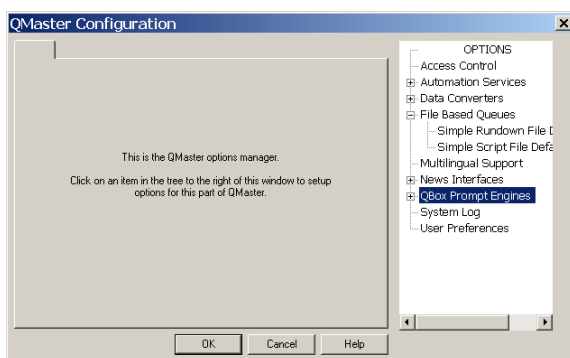 QMaster Configuration
This is the QMaster options manager.
Click on an item in the tree to the right of this window to setup
options for this part of QMaster.
OPTIONS
Access Control
Automation Services
Data Converters
File Based Queues
Simple Rundown File D
Simple Script File Defa
Multilingual Support
News Interfaces
QBox Prompt Engines
System Log
User Preferences
OK
Cancel
Help